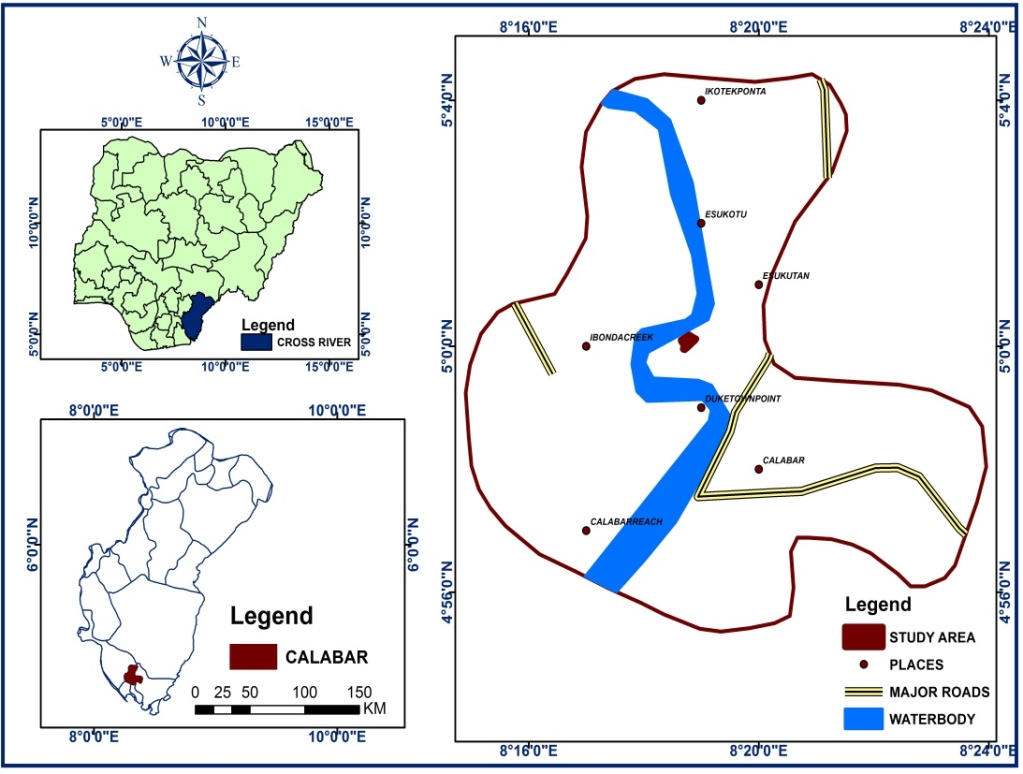 N
W E
S
5°0'0"E 10°0'0"E 15°0'0"E
10°0'0"N 10°0'0"N
5°0'0"N 5°0'0"N
Legend
CROSS RIVER
5°0'0"E 10°0'0"E 15°0'0"E
8°0'0"E 10°0'0"E
6°0'0"N 6°0'0"N
Legend
CALABAR
0 25 50 100 150
KM
8°0'0"E 10°0'0"E
8°16'0"E 8°20'0"E 8°24'0"E
5°4'0"N 5°4'0"N
IKOTEKPONTA
ESUKOTU
ESUKUTAN
IBONDACREEK
5°0'0"N 5°0'0"N
DUKETOWNPOINT
CALABAR
CALABARREACH
4°56'0"N 4°56'0"N
Legend
STUDY AREA
PLACES
MAJOR ROADS
WATERBODY
8°16'0"E 8°20'0"E 8°24'0"E